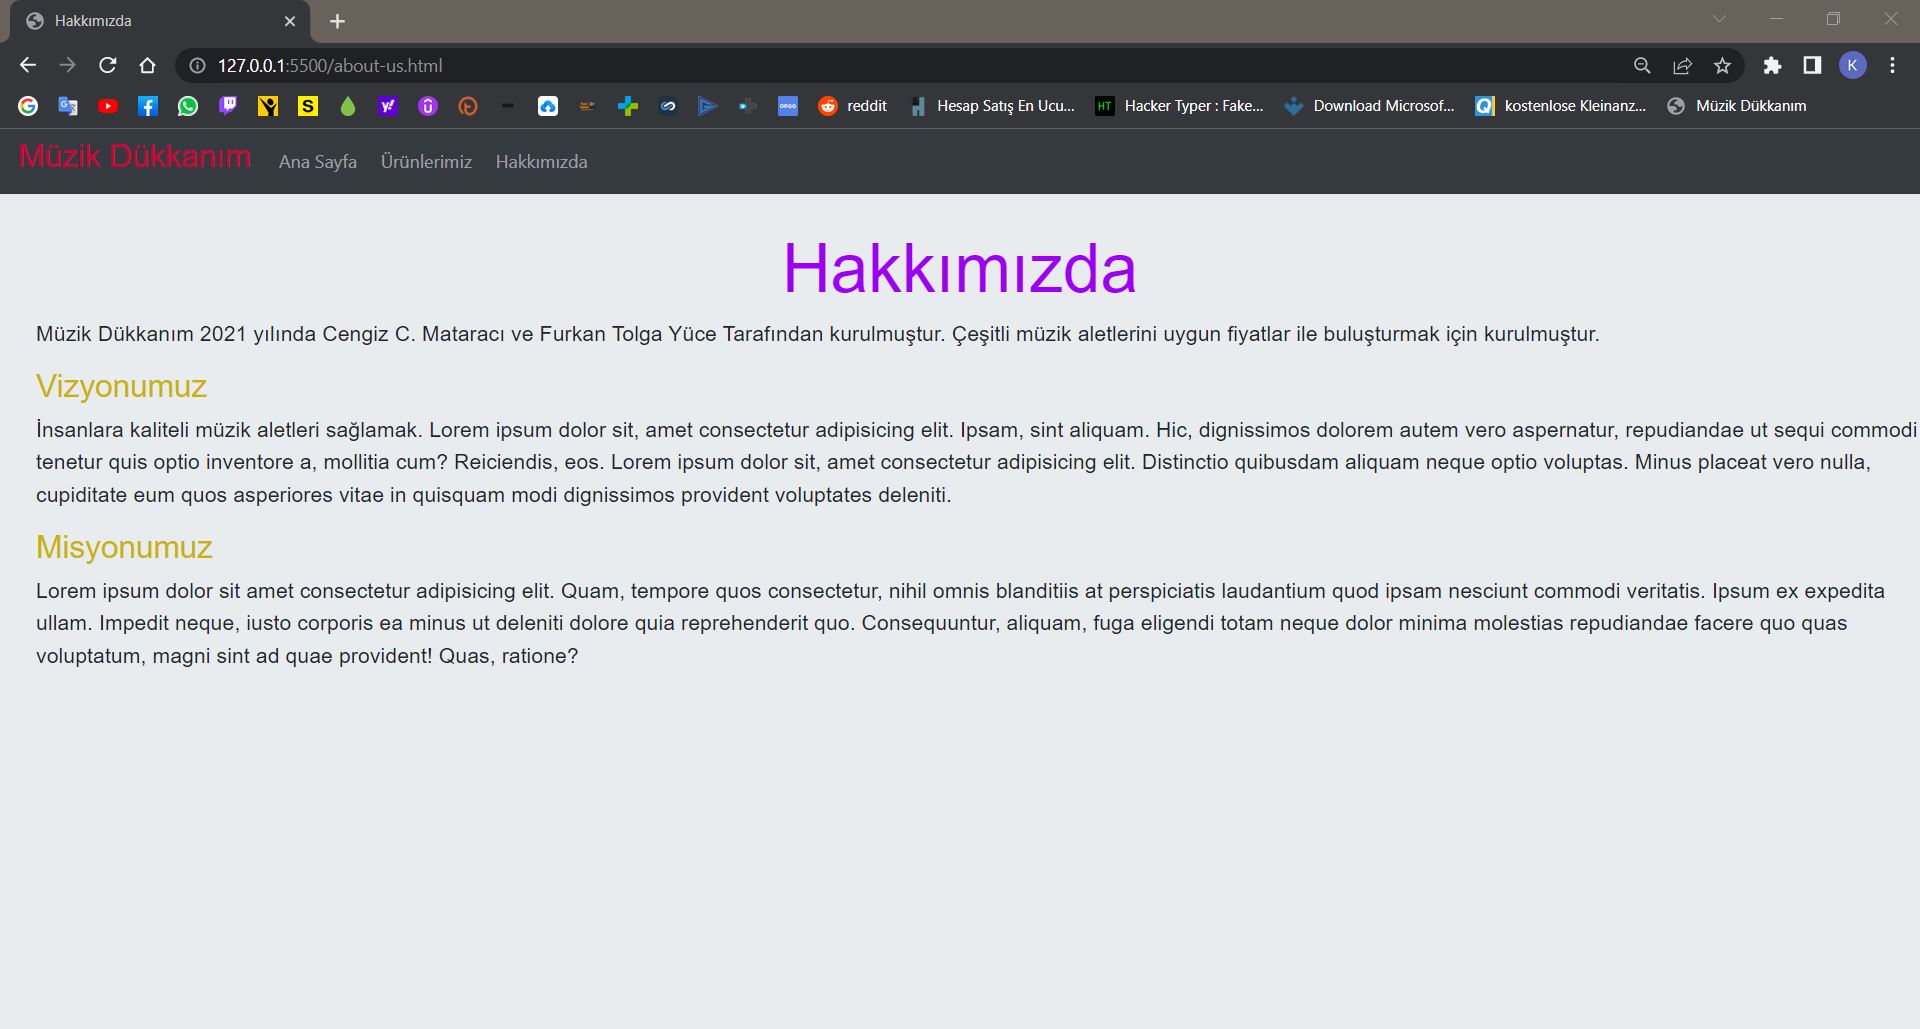 Hakkımızda
127.0.0.1:5500/about-us.html
K
reddit
Hesap Satış En Ucu...
HT
Hacker Typer : Fake...
Download Microsof...
kostenlose Kleinanz...
Müzik Dükkanım
Müzik Dükkanım
Ana Sayfa
Ürünlerimiz
Hakkımızda
Hakkımızda
Müzik Dükkanım 2021 yılında Cengiz C. Mataracı ve Furkan Tolga Yüce Tarafından kurulmuştur. Çeşitli müzik aletlerini uygun fiyatlar ile buluşturmak için kurulmuştur.
Vizyonumuz
İnsanlara kaliteli müzik aletleri sağlamak. Lorem ipsum dolor sit, amet consectetur adipisicing elit. Ipsam, sint aliquam. Hic, dignissimos dolorem autem vero aspernatur, repudiandae ut sequi commodi
tenetur quis optio inventore a, mollitia cum? Reiciendis, eos. Lorem ipsum dolor sit, amet consectetur adipisicing elit. Distinctio quibusdam aliquam neque optio voluptas. Minus placeat vero nulla,
cupiditate eum quos asperiores vitae in quisquam modi dignissimos provident voluptates deleniti.
Misyonumuz
Lorem ipsum dolor sit amet consectetur adipisicing elit. Quam, tempore quos consectetur, nihil omnis blanditiis at perspiciatis laudantium quod ipsam nesciunt commodi veritatis. Ipsum ex expedita
ullam. Impedit neque, iusto corporis ea minus ut deleniti dolore quia reprehenderit quo. Consequuntur, aliquam, fuga eligendi totam neque dolor minima molestias repudiandae facere quo quas
voluptatum, magni sint ad quae provident! Quas, ratione?